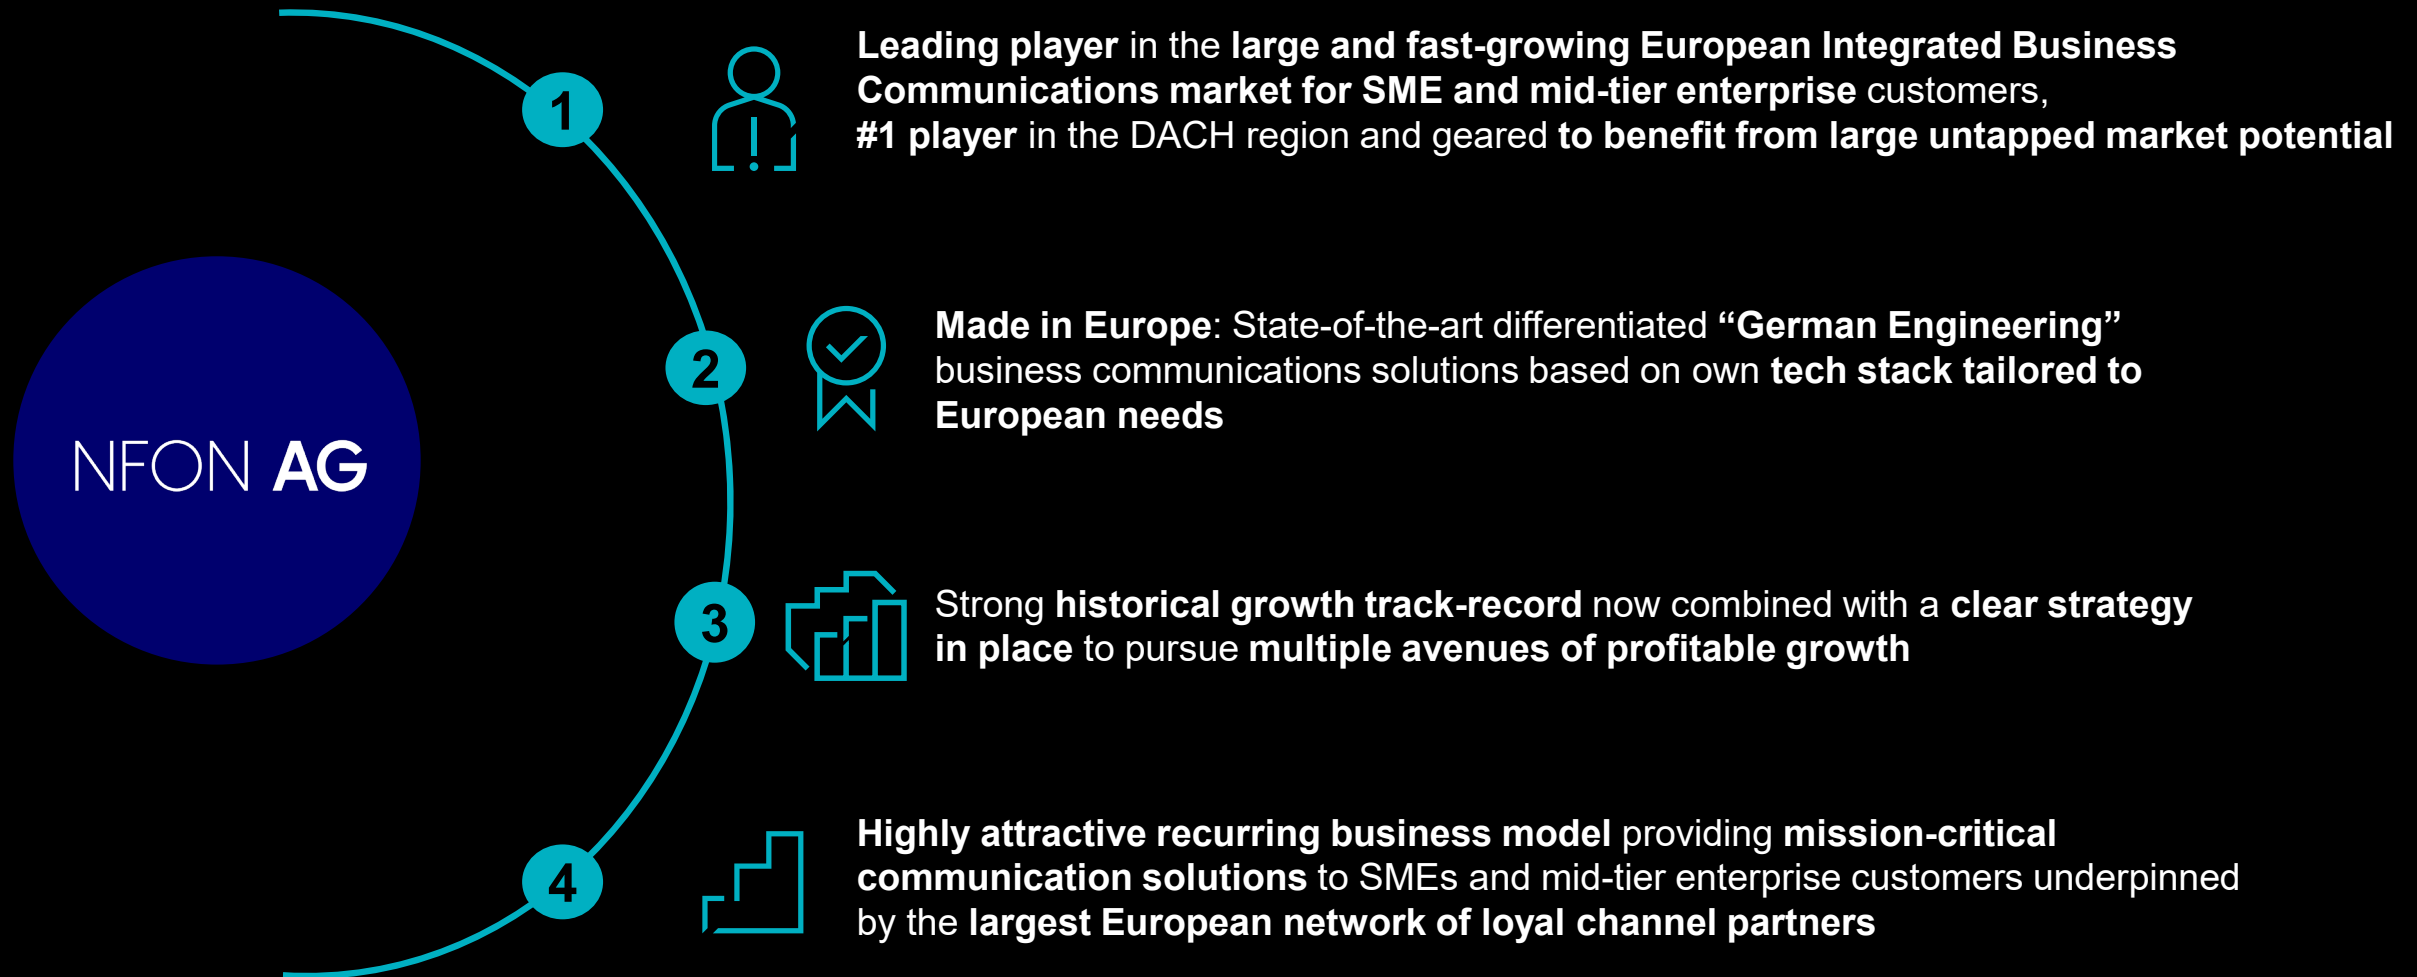 NFON AG
1
Leading player in the large and fast-growing European Integrated Business
Communications market for SME and mid-tier enterprise customers,
#1 player in the DACH region and geared to benefit from large untapped market potential
2
Made in Europe: State-of-the-art differentiated “German Engineering”
business communications solutions based on own tech stack tailored to
European needs
3
Strong historical growth track-record now combined with a clear strategy
in place to pursue multiple avenues of profitable growth
4
Highly attractive recurring business model providing mission-critical
communication solutions to SMEs and mid-tier enterprise customers underpinned
by the largest European network of loyal channel partners